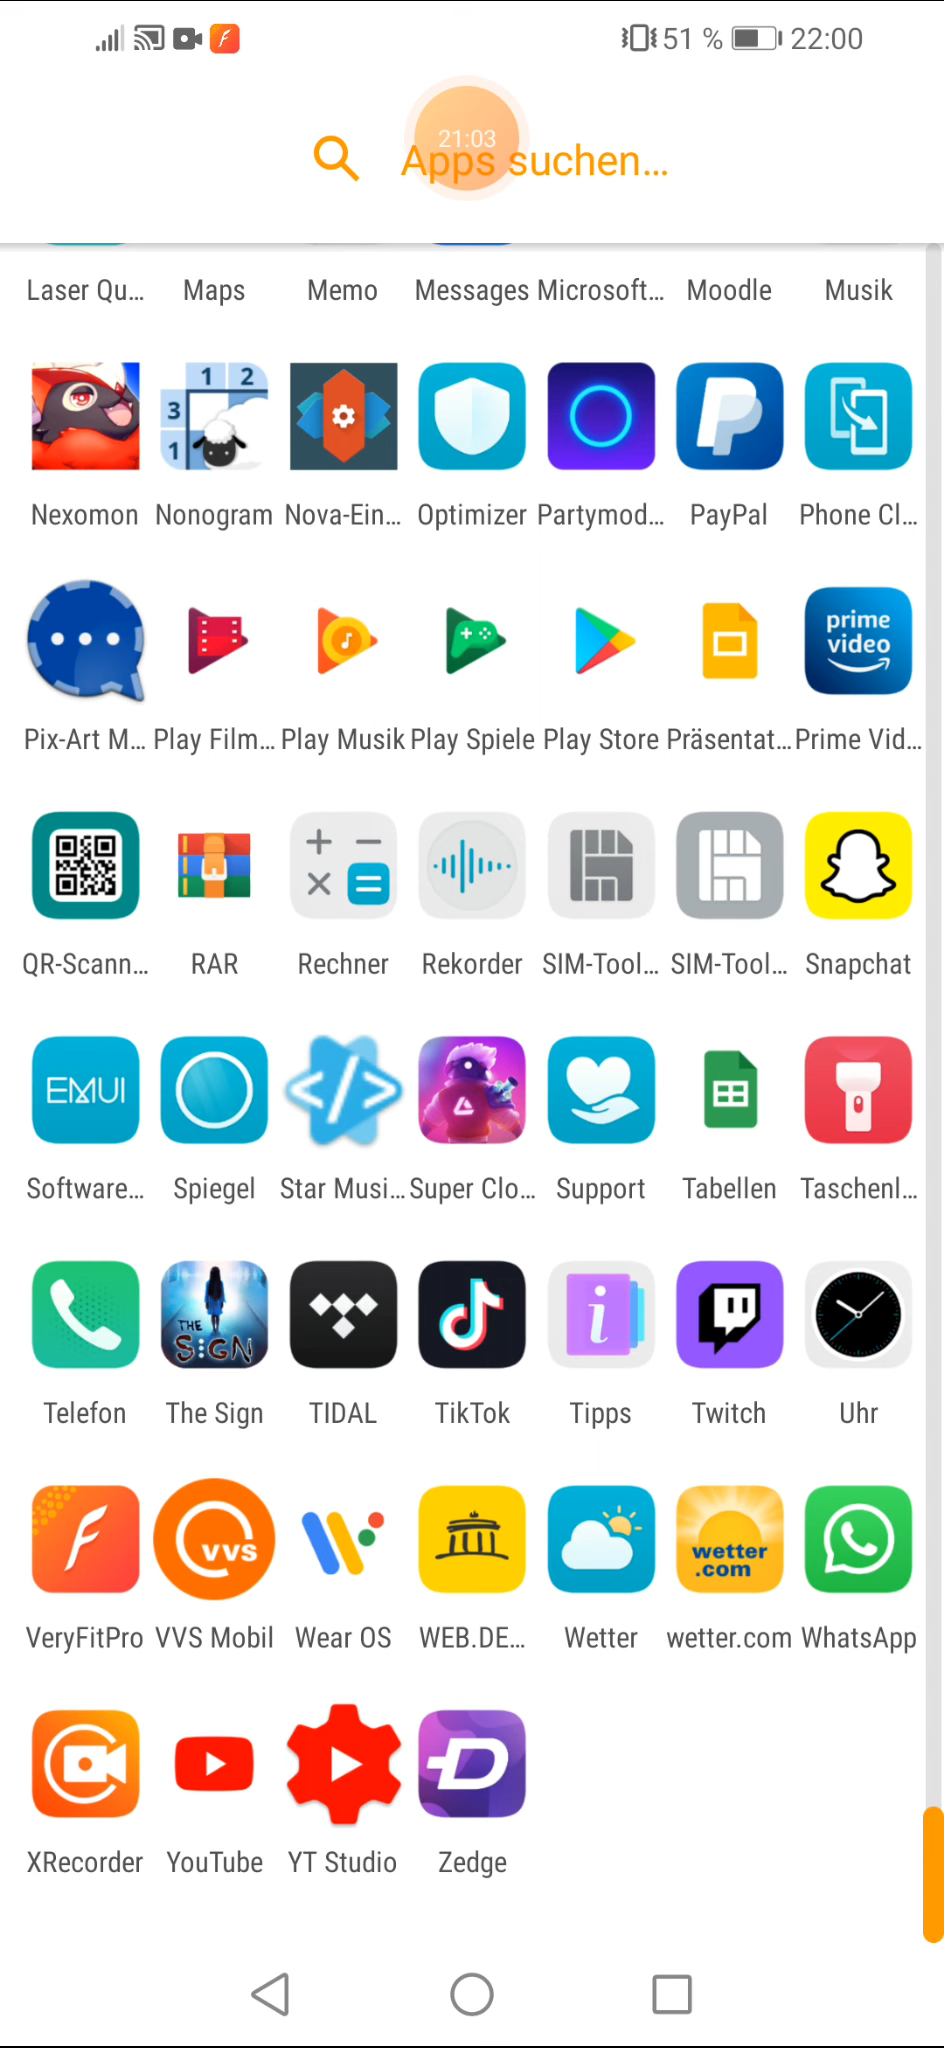 51 % 22:00
21:03
Apps suchen...
Laser Qu... Maps Memo Messages Microsoft... Moodle Musik
1 2
3
1
Nexomon Nonogram Nova-Ein... Optimizer Partymod... PayPal Phone Cl...
prime
video
Pix-Art M... Play Film... Play Musik Play Spiele Play Store Präsentat... Prime Vid...
QR-Scann... RAR Rechner Rekorder SIM-Tool... SIM-Tool... Snapchat
EMUI
Software... Spiegel Star Musi... Super Clo... Support Tabellen Taschenl...
THE
SIGN
Telefon The Sign TIDAL TikTok Tipps Twitch Uhr
vvs
wetter
.com
VeryFitPro VVS Mobil Wear OS WEB.DE... Wetter wetter.com WhatsApp
XRecorder YouTube YT Studio Zedge